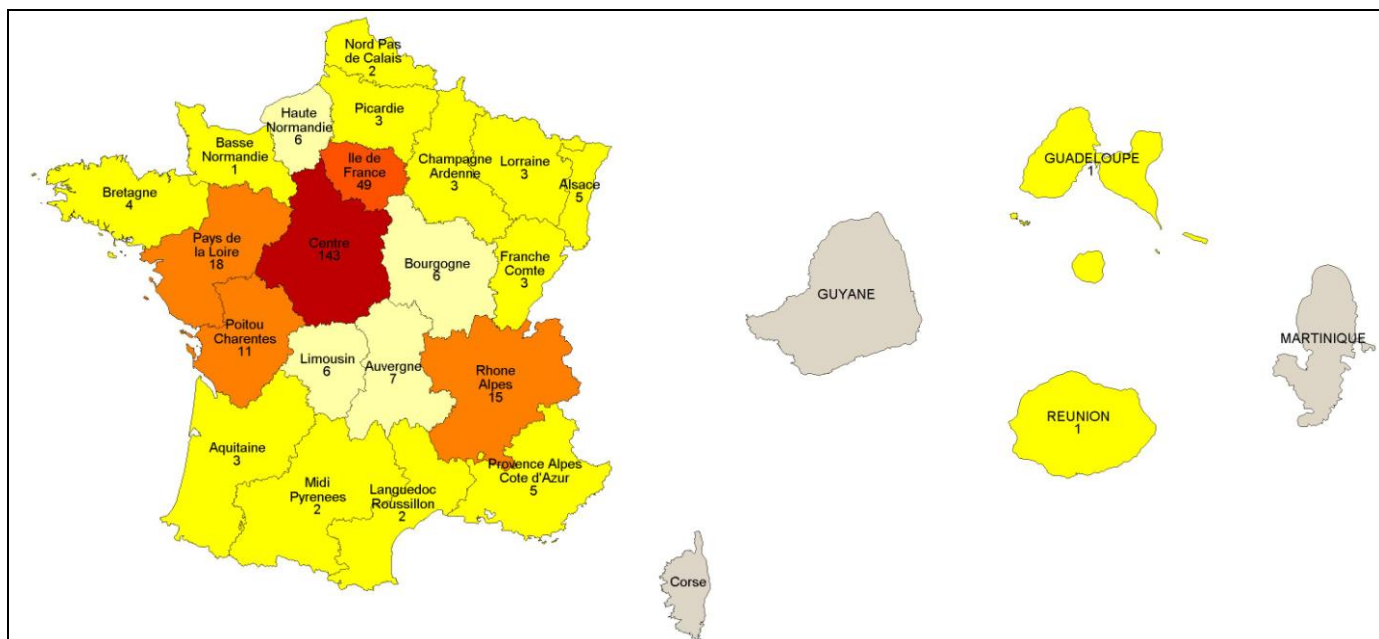 Nord Pas
de Calais
2
Haute
Normandie
6
Picardie
3
Basse
Normandie
1
Ile de
France
49
Champagne
Ardenne
3
Lorraine
3
Alsace
5
Bretagne
4
Pays de
la Loire
18
Centre
143
Bourgogne
6
Franche
Comte
3
Poitou
Charentes
11
Limousin
6
Auvergne
7
Rhone
Alpes
15
Aquitaine
3
Midi
Pyrenees
2
Languedoc
Roussillon
2
Provence Alpes
Cote d'Azur
5
Corse
GUADELOUPE
1
GUYANE
MARTINIQUE
REUNION
1